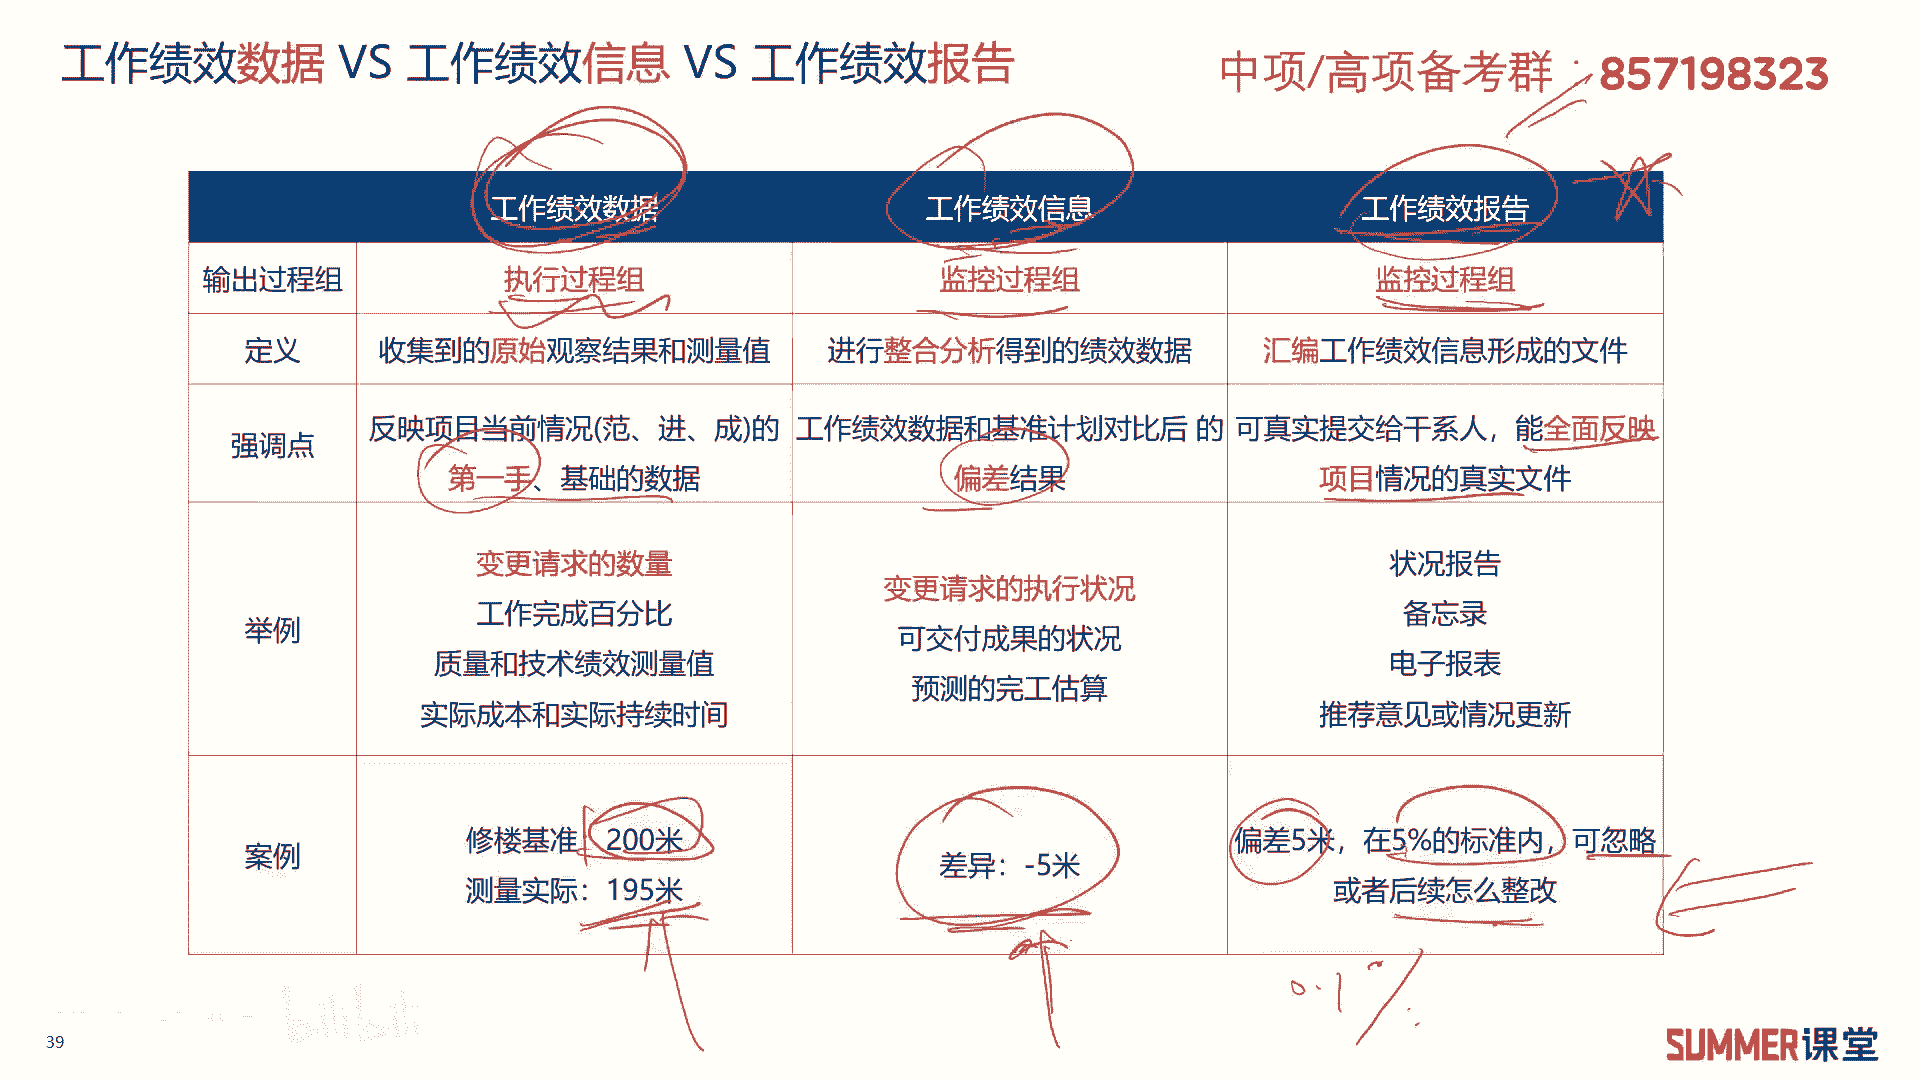 工作绩效数据 VS 工作绩效信息 VS 工作绩效报告
中项/高项备考群：857198323
工作绩效数据
工作绩效信息
工作绩效报告
输出过程组
执行过程组
监控过程组
监控过程组
定义
收集到的原始观察结果和测量值
进行整合分析得到的绩效数据
汇编工作绩效信息形成的文件
强调点
反映项目当前情况(范、进、成)的
第一手、基础的数据
工作绩效数据和基准计划对比后 的
偏差结果
可真实提交给干系人，能全面反映
项目情况的真实文件
举例
变更请求的数量
工作完成百分比
质量和技术绩效测量值
实际成本和实际持续时间
变更请求的执行状况
可交付成果的状况
预测的完工估算
状况报告
备忘录
电子报表
推荐意见或情况更新
案例
修楼基准：200米
测量实际：195米
差异：-5米
偏差5米，在5%的标准内，可忽略
或者后续怎么整改
0.1%
39
SUMMER课堂